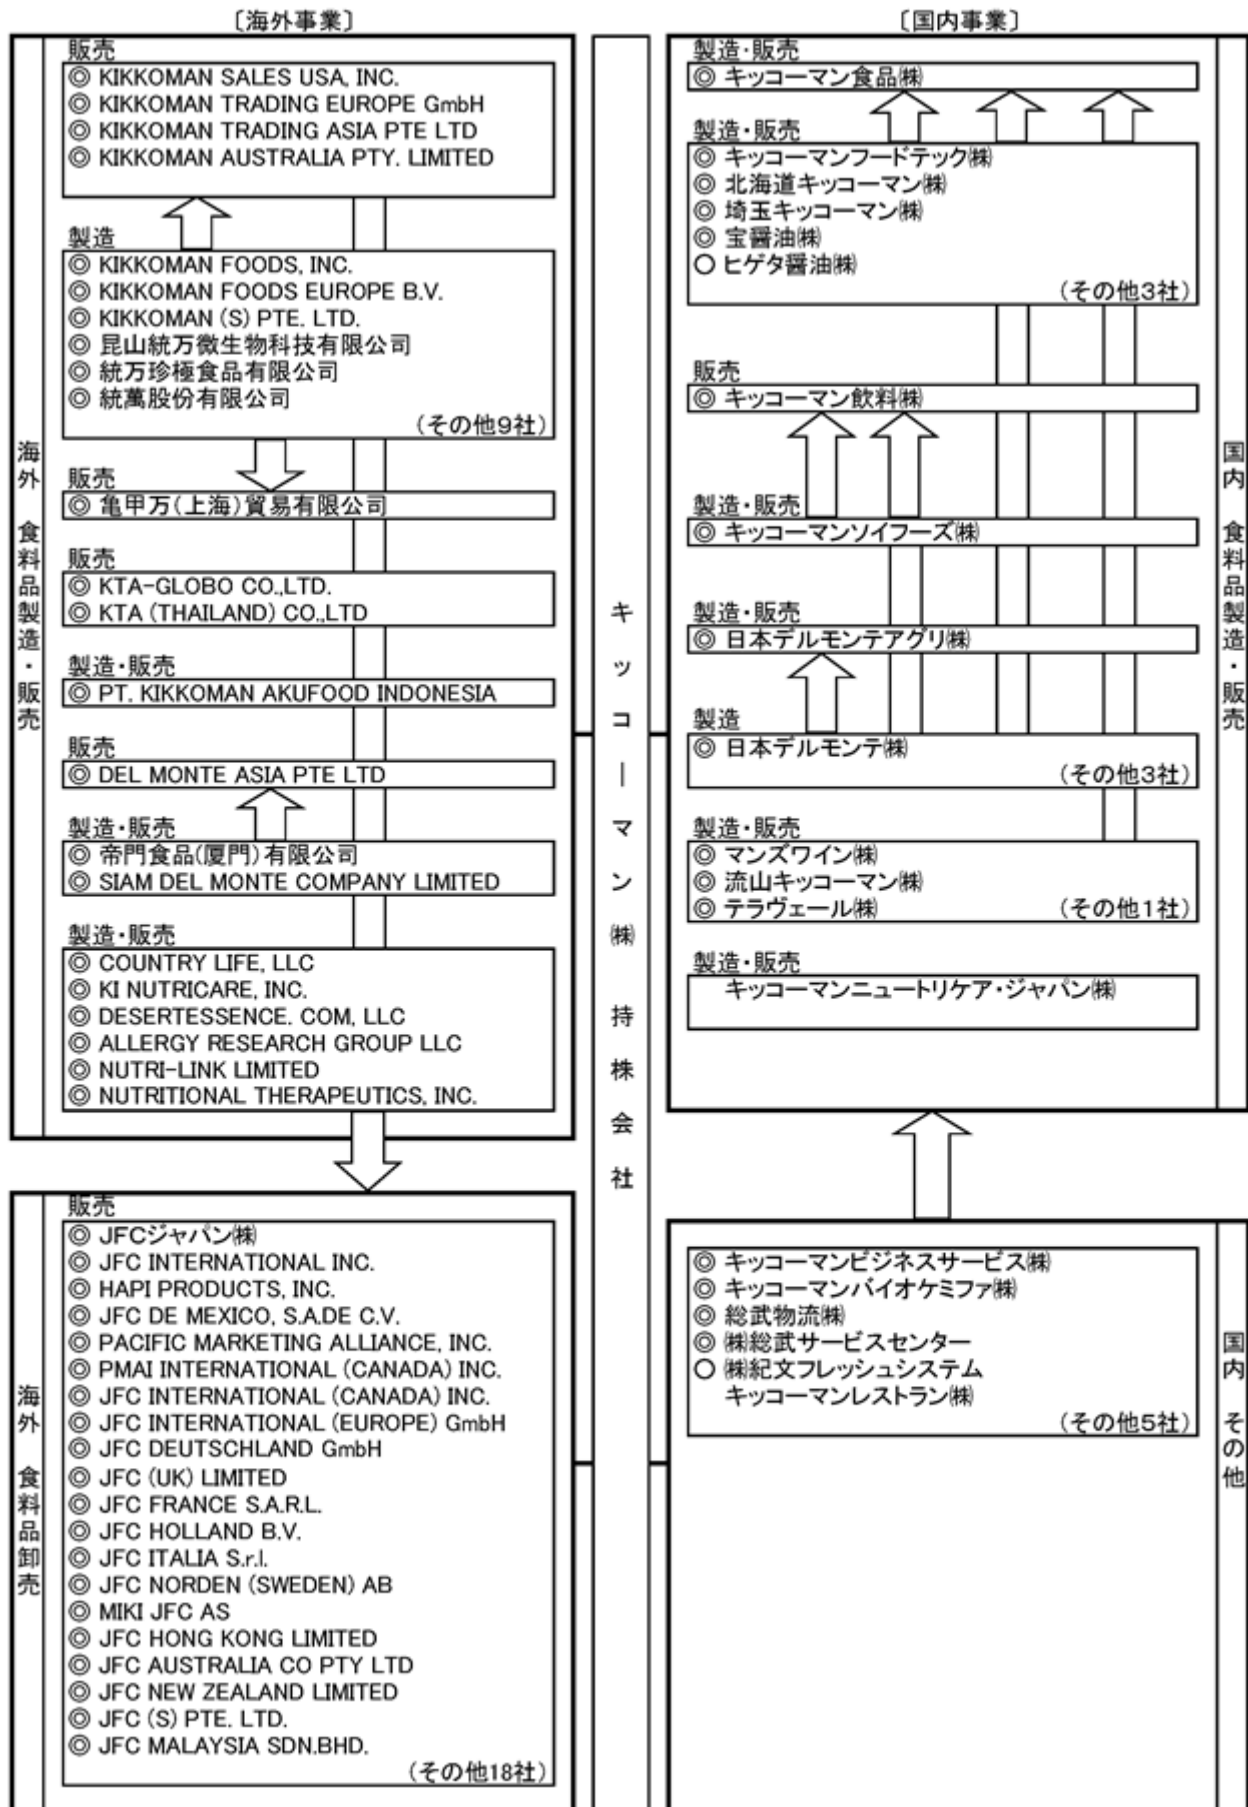 〔海外事業〕
海外 食料品製造・販売
販売
◎ KIKKOMAN SALES USA, INC.
◎ KIKKOMAN TRADING EUROPE GmbH
◎ KIKKOMAN TRADING ASIA PTE LTD
◎ KIKKOMAN AUSTRALIA PTY. LIMITED
製造
◎ KIKKOMAN FOODS, INC.
◎ KIKKOMAN FOODS EUROPE B.V.
◎ KIKKOMAN (S) PTE. LTD.
◎ 昆山統万微生物科技有限公司
◎ 統万珍極食品有限公司
◎ 統萬股份有限公司
(その他9社)
販売
◎ 亀甲万(上海)貿易有限公司
販売
◎ KTA-GLOBO CO.,LTD.
◎ KTA (THAILAND) CO.,LTD
製造・販売
◎ PT. KIKKOMAN AKUFOOD INDONESIA
販売
◎ DEL MONTE ASIA PTE LTD
製造・販売
◎ 帝門食品(厦門)有限公司
◎ SIAM DEL MONTE COMPANY LIMITED
製造・販売
◎ COUNTRY LIFE, LLC
◎ KI NUTRICARE, INC.
◎ DESERTESSENCE. COM, LLC
◎ ALLERGY RESEARCH GROUP LLC
◎ NUTRI-LINK LIMITED
◎ NUTRITIONAL THERAPEUTICS, INC.
海外 食料品卸売
販売
◎ JFCジャパン㈱
◎ JFC INTERNATIONAL INC.
◎ HAPI PRODUCTS, INC.
◎ JFC DE MEXICO, S.A.DE C.V.
◎ PACIFIC MARKETING ALLIANCE, INC.
◎ PMAI INTERNATIONAL (CANADA) INC.
◎ JFC INTERNATIONAL (CANADA) INC.
◎ JFC INTERNATIONAL (EUROPE) GmbH
◎ JFC DEUTSCHLAND GmbH
◎ JFC (UK) LIMITED
◎ JFC FRANCE S.A.R.L.
◎ JFC HOLLAND B.V.
◎ JFC ITALIA S.r.l.
◎ JFC NORDEN (SWEDEN) AB
◎ MIKI JFC AS
◎ JFC HONG KONG LIMITED
◎ JFC AUSTRALIA CO PTY LTD
◎ JFC NEW ZEALAND LIMITED
◎ JFC (S) PTE. LTD.
◎ JFC MALAYSIA SDN.BHD.
(その他18社)
キッコーマン㈱ 持株会社
〔国内事業〕
国内 食料品製造・販売
製造・販売
◎ キッコーマン食品㈱
製造・販売
◎ キッコーマンフードテック㈱
◎ 北海道キッコーマン㈱
◎ 埼玉キッコーマン㈱
◎ 宝醤油㈱
○ ヒゲタ醤油㈱
(その他3社)
販売
◎ キッコーマン飲料㈱
製造・販売
◎ キッコーマンソイフーズ㈱
製造・販売
◎ 日本デルモンテアグリ㈱
製造
◎ 日本デルモンテ㈱
(その他3社)
製造・販売
◎ マンズワイン㈱
◎ 流山キッコーマン㈱
◎ テラヴェール㈱ (その他1社)
製造・販売
キッコーマンニュートリケア・ジャパン㈱
国内 その他
◎ キッコーマンビジネスサービス㈱
◎ キッコーマンバイオケミファ㈱
◎ 総武物流㈱
◎ ㈱総武サービスセンター
○ ㈱紀文フレッシュシステム
キッコーマンレストラン㈱
(その他5社)